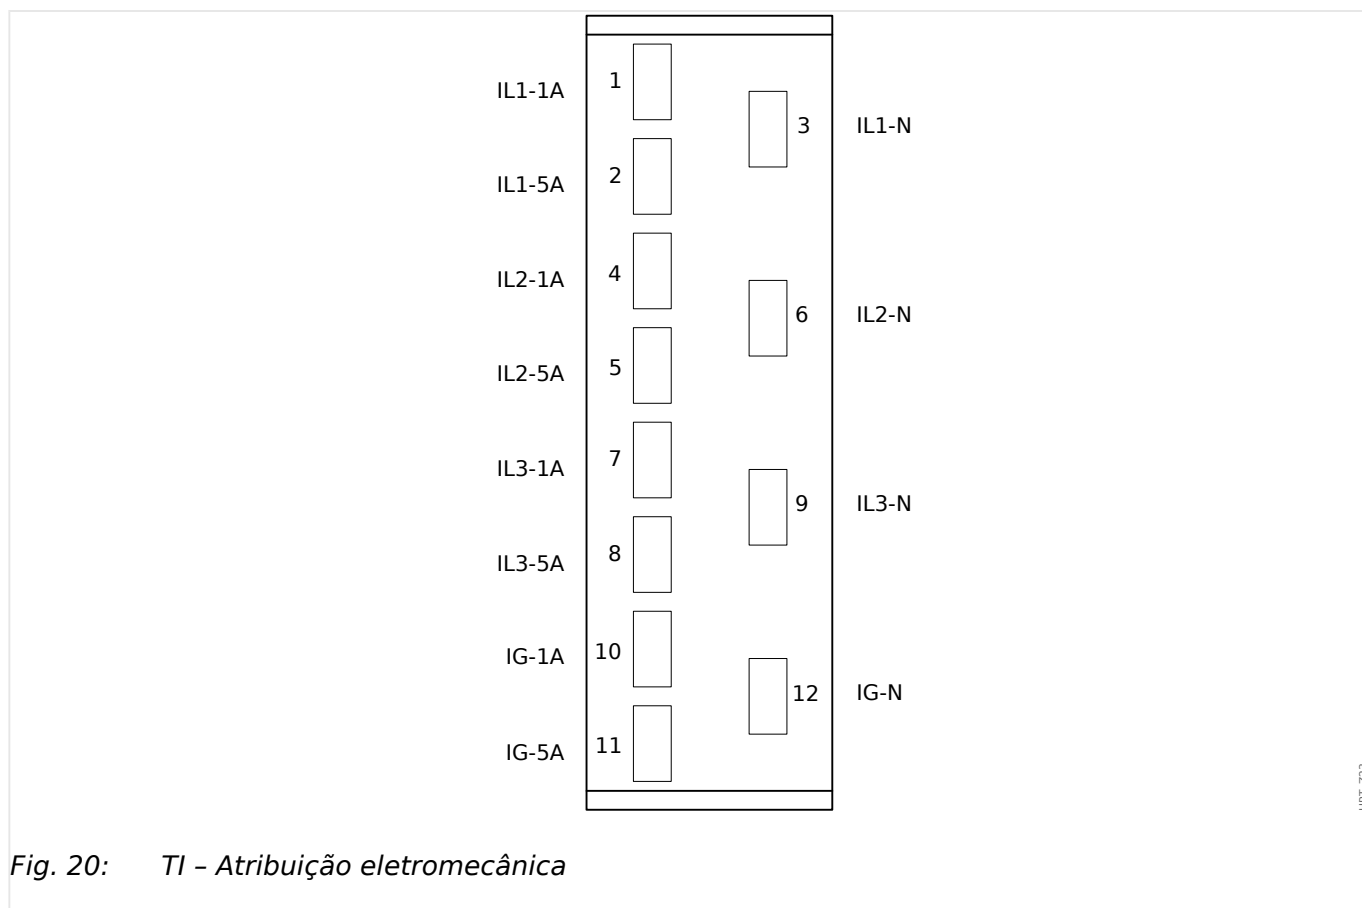 IL1-1A 1
3 IL1-N
IL1-5A 2
IL2-1A 4
6 IL2-N
IL2-5A 5
IL3-1A 7
9 IL3-N
IL3-5A 8
IG-1A 10
12 IG-N
IG-5A 11
Fig. 20: TI – Atribuição eletromecânica